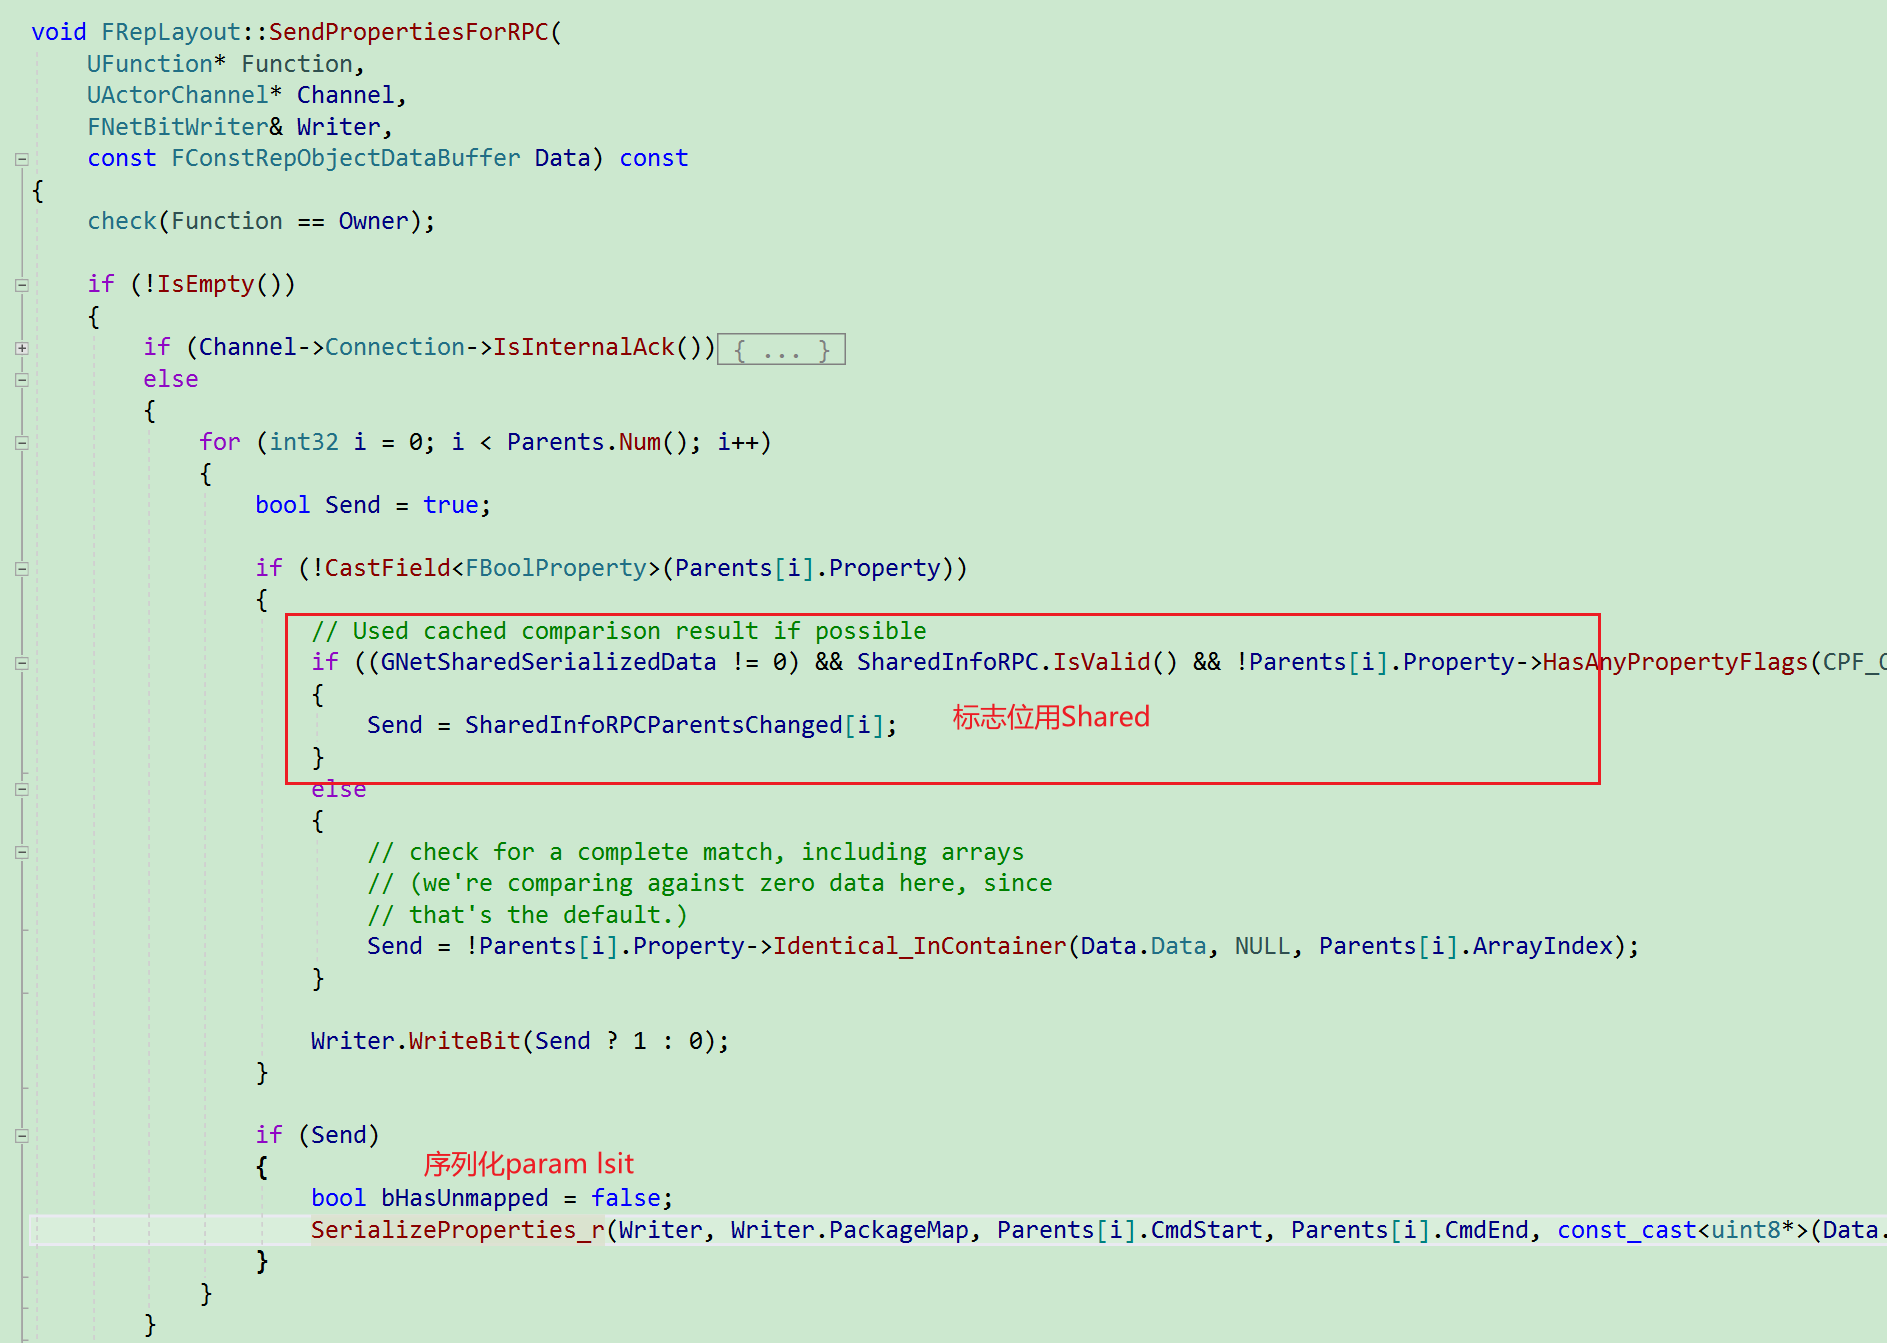 void FRepLayout::SendPropertiesForRPC(
UFunction* Function,
UActorChannel* Channel,
FNetBitWriter& Writer,
const FConstRepObjectDataBuffer Data) const
{
check(Function == Owner);
if (!IsEmpty())
{
if (Channel->Connection->IsInternalAck()){ ... }
else
{
for (int32 i = 0; i < Parents.Num(); i++)
{
bool Send = true;
if (!CastField<FBoolProperty>(Parents[i].Property))
{
// Used cached comparison result if possible
if ((GNetSharedSerializedData != 0) && SharedInfoRPC.IsValid() && !Parents[i].Property->HasAnyPropertyFlags(CPF_
{
Send = SharedInfoRPCParentsChanged[i]; 标志位用Shared
}
else
{
// check for a complete match, including arrays
// (we're comparing against zero data here, since
// that's the default.)
Send = !Parents[i].Property->Identical_InContainer(Data.Data, NULL, Parents[i].ArrayIndex);
}
Writer.WriteBit(Send ? 1 : 0);
}
if (Send)
{ 序列化param lsit
bool bHasUnmapped = false;
SerializeProperties_r(Writer, Writer.PackageMap, Parents[i].CmdStart, Parents[i].CmdEnd, const_cast<uint8*>(Data.
}
}
}